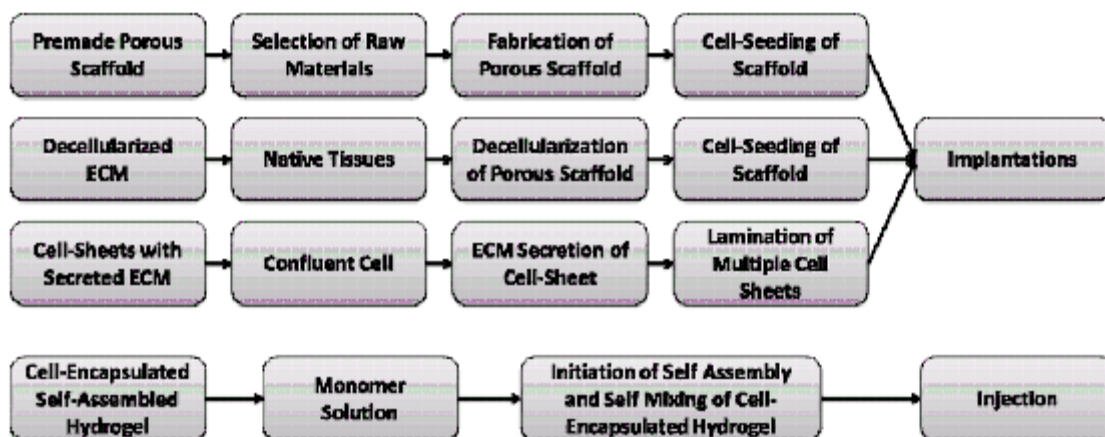 Premade Porous
Scaffold
Selection of Raw
Materials
Fabrication of
Porous Scaffold
Cell-Seeding of
Scaffold
Decellularized
ECM
Native Tissues
Decellularization
of Porous Scaffold
Cell-Seeding of
Scaffold
Implantations
Cell-Sheets with
Secreted ECM
Confluent Cell
ECM Secretion of
Cell-Sheet
Lamination of
Multiple Cell
Sheets
Cell-Encapsulated
Self-Assembled
Hydrogel
Monomer
Solution
Initiation of Self Assembly
and Self Mixing of Cell-
Encapsulated Hydrogel
Injection